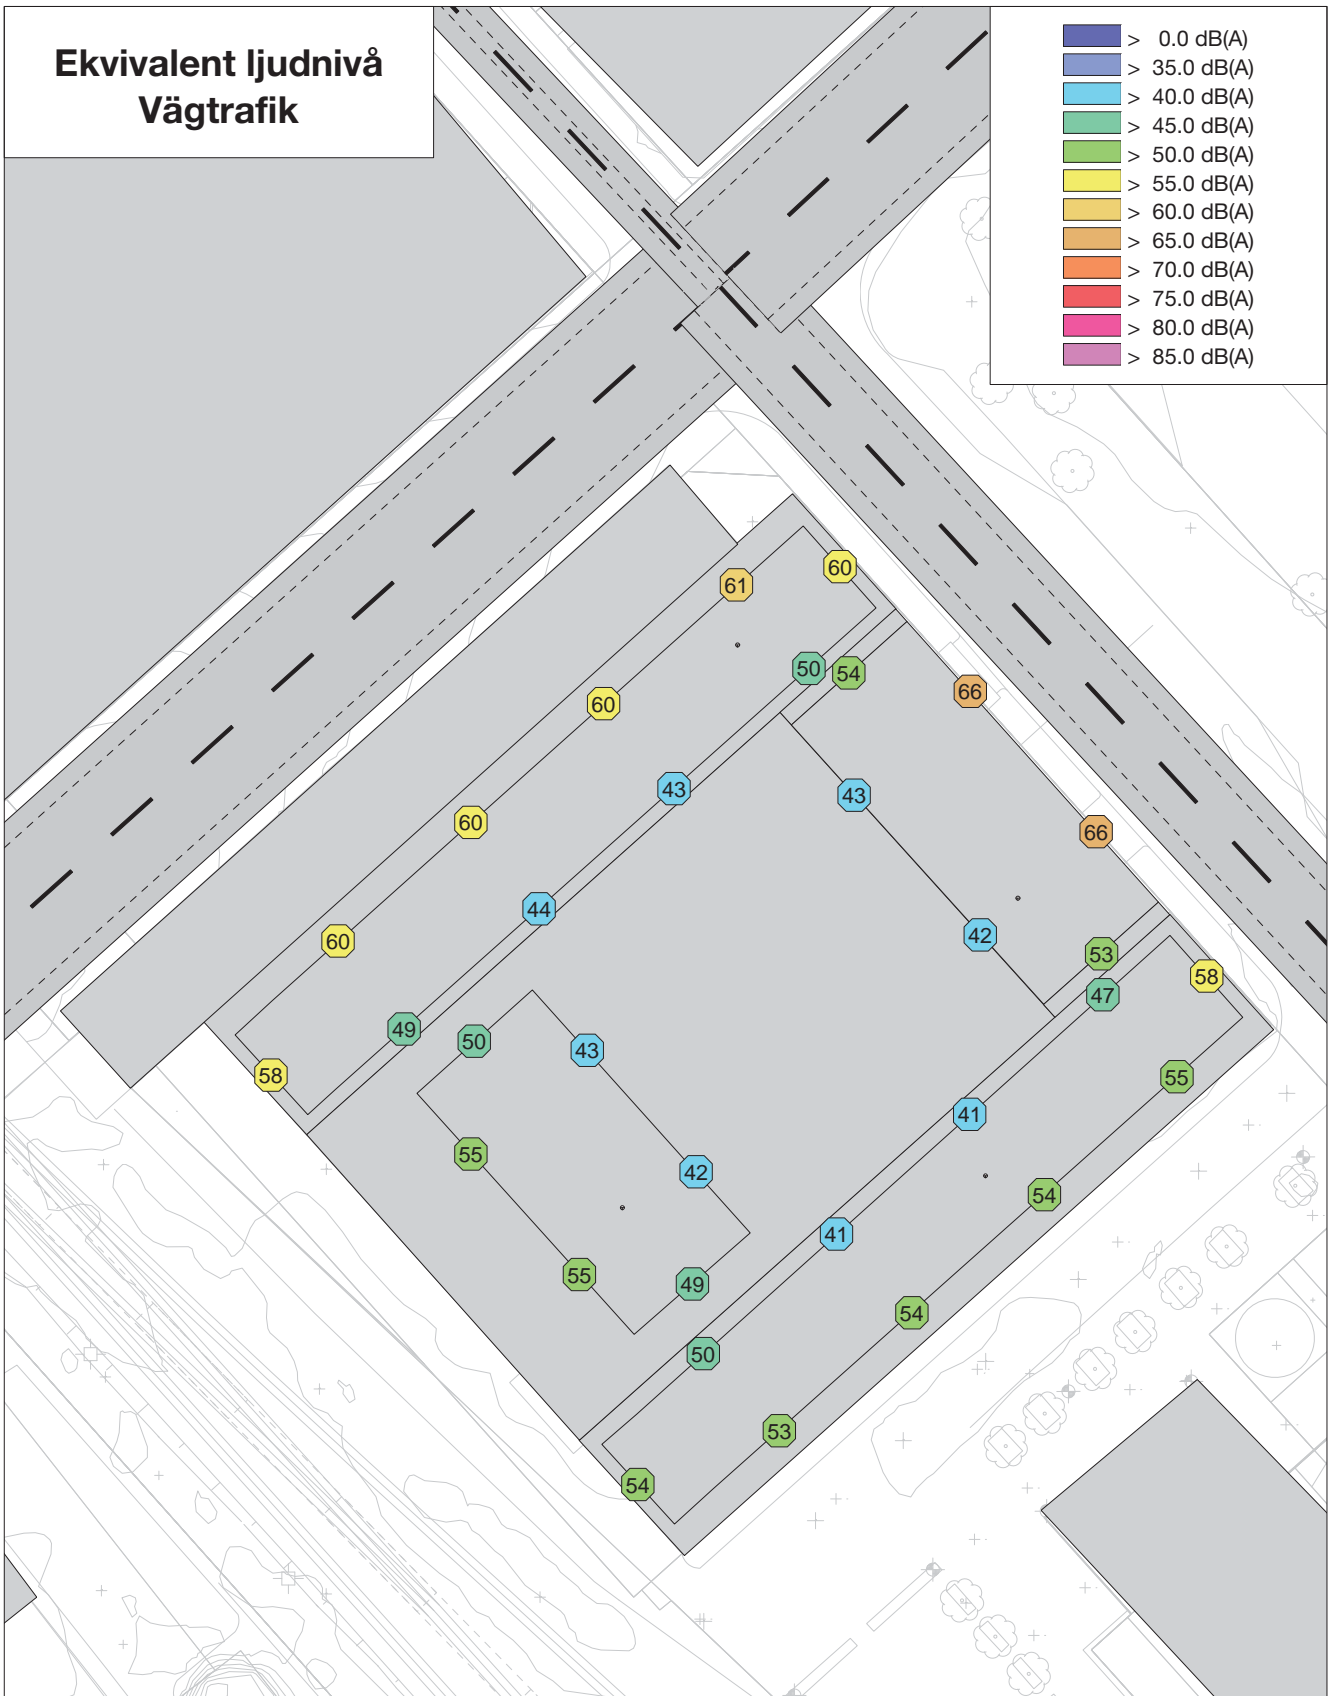 Ekvivalent ljudnivå
Vägtrafik
> 0.0 dB(A)
> 35.0 dB(A)
> 40.0 dB(A)
> 45.0 dB(A)
> 50.0 dB(A)
> 55.0 dB(A)
> 60.0 dB(A)
> 65.0 dB(A)
> 70.0 dB(A)
> 75.0 dB(A)
> 80.0 dB(A)
> 85.0 dB(A)
60
61
50
54
66
60
43
43
60
66
44
42
60
53
58
47
49
50
43
58
55
41
55
42
54
41
55
49
54
50
53
54